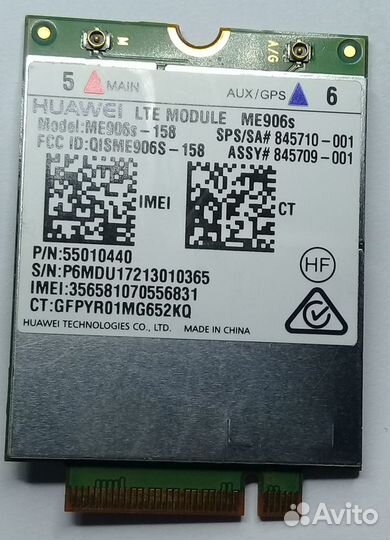 M A/G
5 MAIN AUX/GPS 6
HUAWEI LTE MODULE ME906s
Model:ME906s-158 SPS/SA# 845710-001
FCC ID:QISME906S-158 ASSY# 845709-001
IMEI CT
P/N:55010440
S/N:P6MDU17213010365
IMEI:356581070556831
CT:GFPYR01MG652KQ
HUAWEI TECHNOLOGIES CO., LTD. MADE IN CHINA
HF
Avito